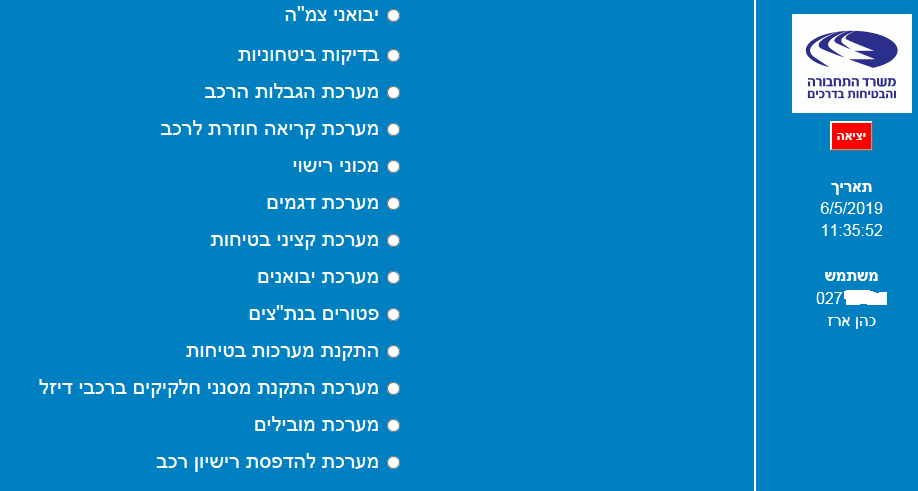 משרד התחבורה
והבטיחות בדרכים
יציאה
תאריך
6/5/2019
11:35:52
משתמש
027
כהן ארז
יבואני צמ"ה
בדיקות ביטחוניות
מערכת הגבלות הרכב
מערכת קריאה חוזרת לרכב
מכוני רישוי
מערכת דגמים
מערכת קציני בטיחות
מערכת יבואנים
פטורים בנת"צים
התקנת מערכות בטיחות
מערכת התקנת מסנני חלקיקים ברכבי דיזל
מערכת מובילים
מערכת להדפסת רישיון רכב